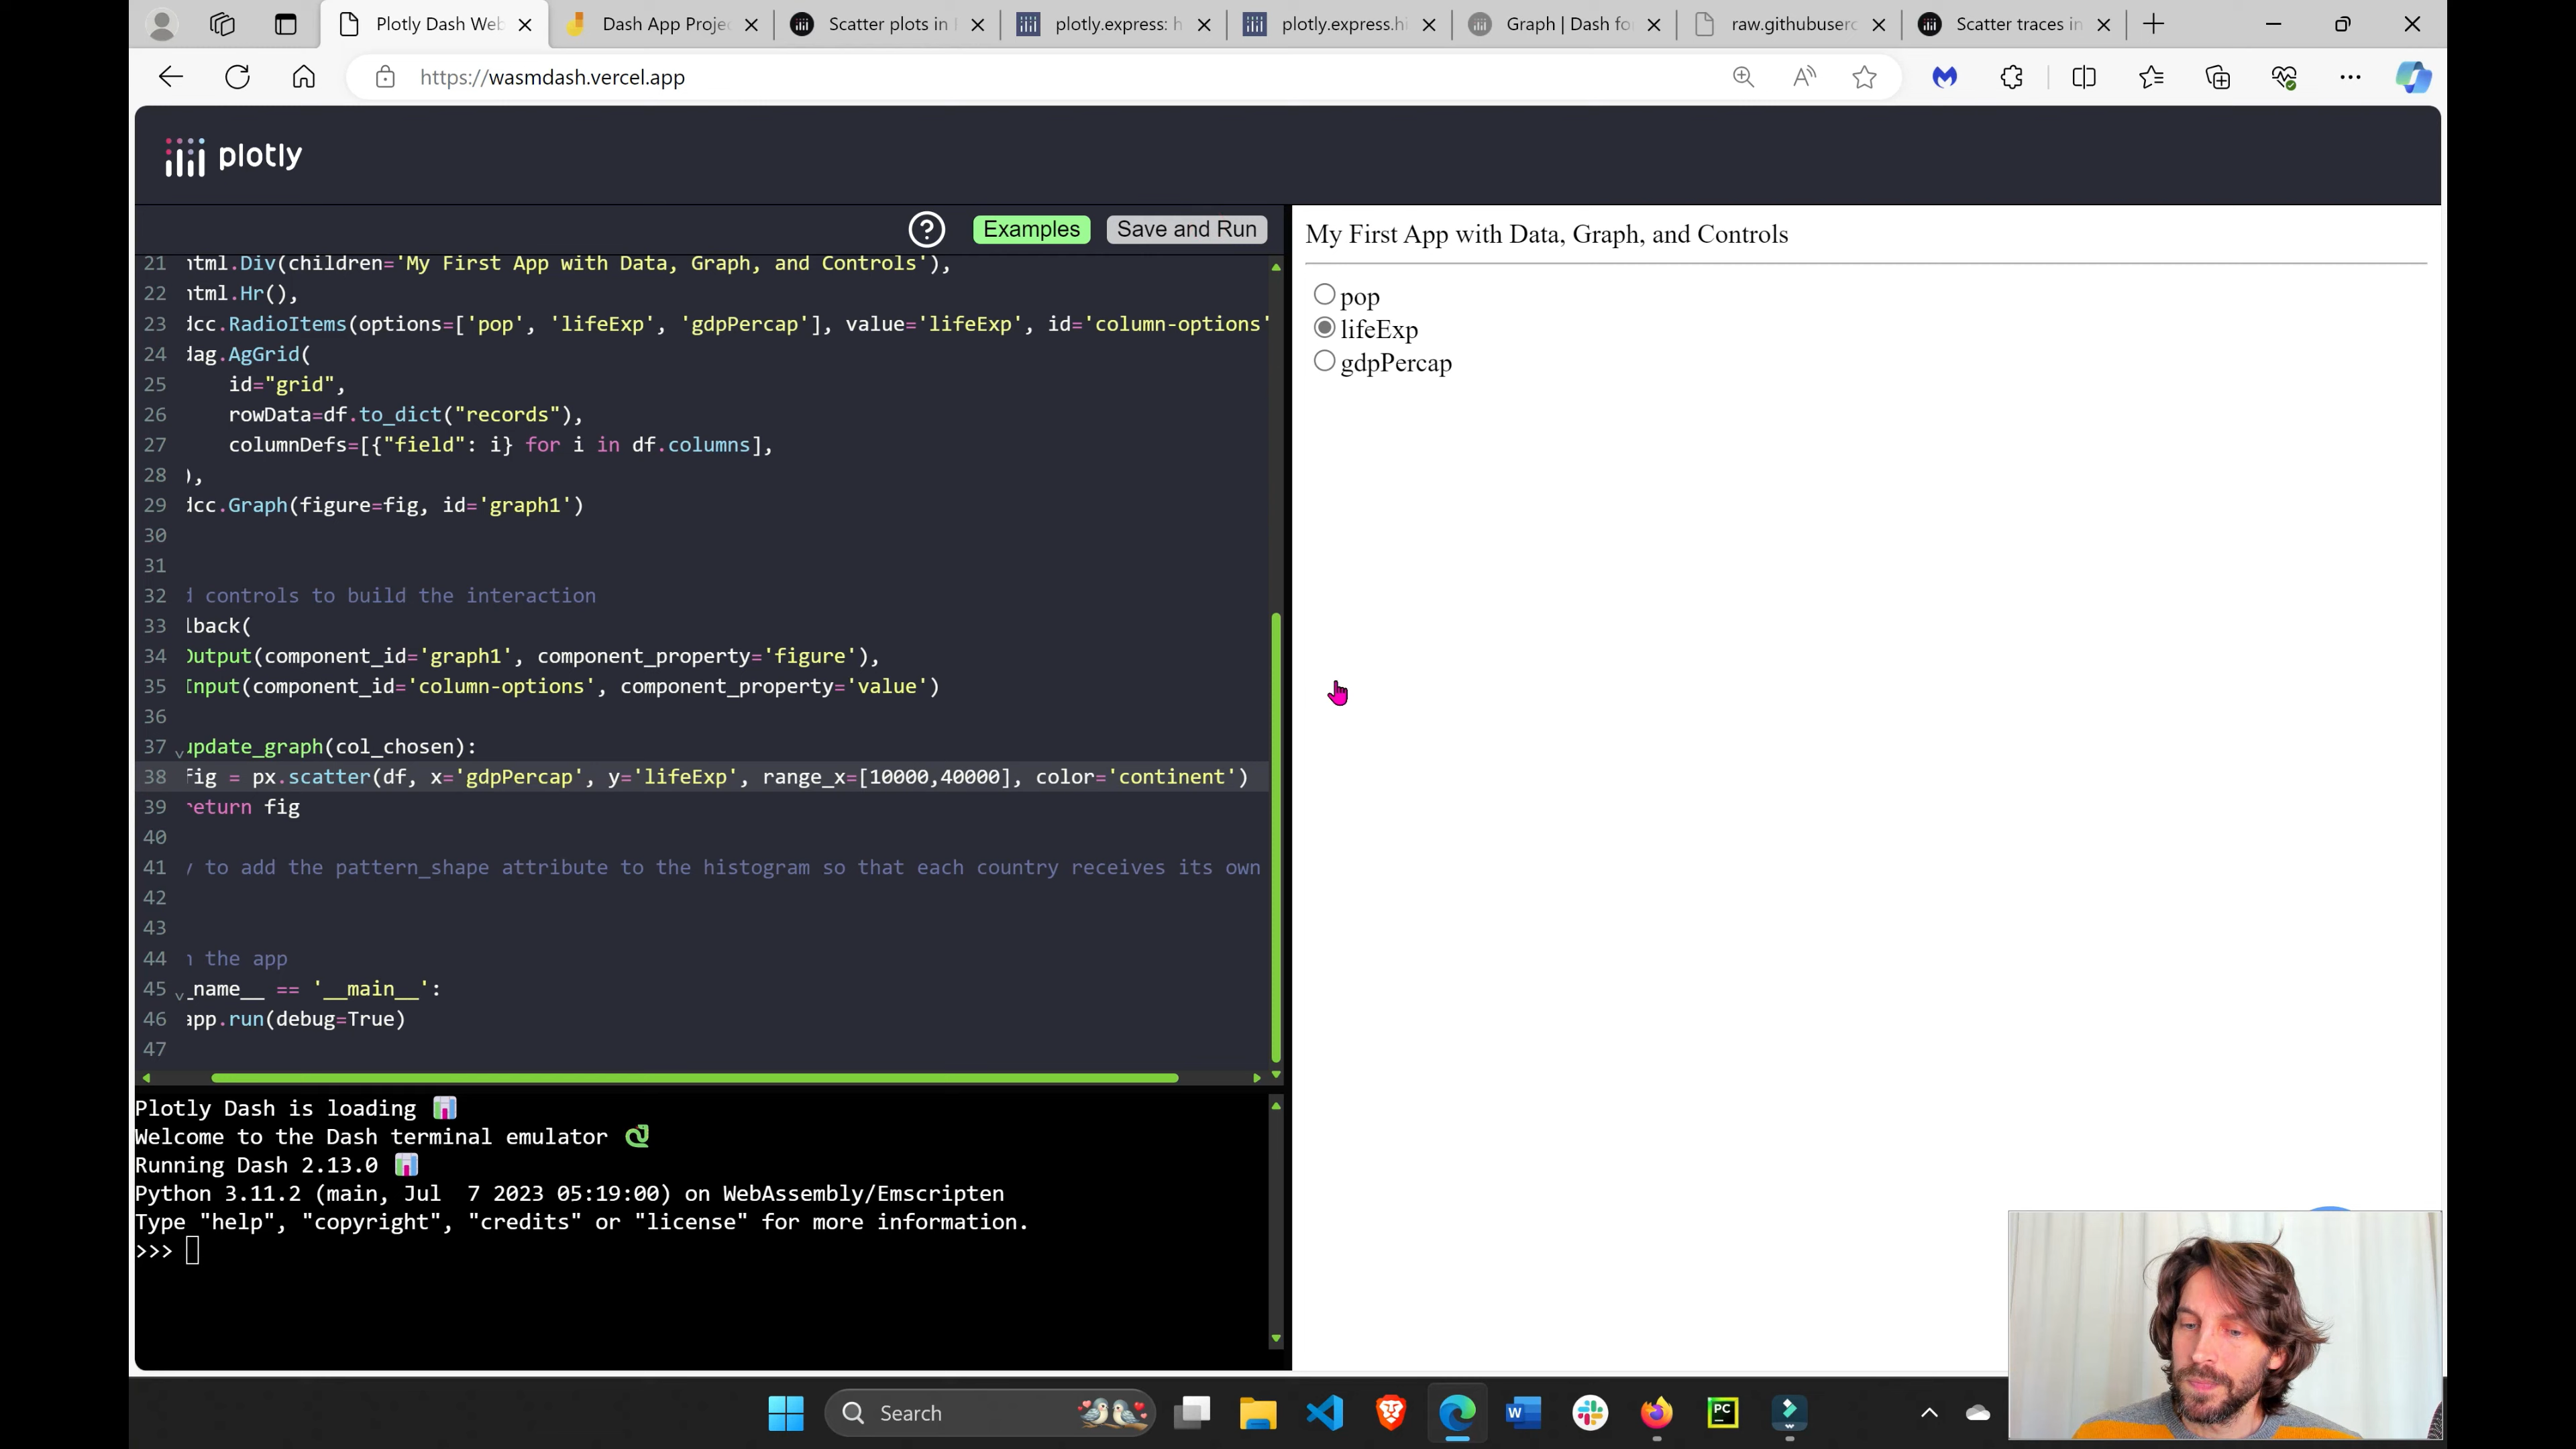 Plotly Dash Web
Dash App Projec
Scatter plots in
plotly.express: h
plotly.express.hi
Graph | Dash fo
raw.githubuserc
Scatter traces in
https://wasmdash.vercel.app
plotly
Examples
Save and Run
21 html.Div(children='My First App with Data, Graph, and Controls'),
22 html.Hr(),
23 dcc.RadioItems(options=['pop', 'lifeExp', 'gdpPercap'], value='lifeExp', id='column-options'
24 dag.AgGrid(
25 id="grid",
26 rowData=df.to_dict("records"),
27 columnDefs=[{"field": i} for i in df.columns],
28 ),
29 dcc.Graph(figure=fig, id='graph1')
30
31
32 d controls to build the interaction
33 lback(
34 Output(component_id='graph1', component_property='figure'),
35 Input(component_id='column-options', component_property='value')
36
37 update_graph(col_chosen):
38 fig = px.scatter(df, x='gdpPercap', y='lifeExp', range_x=[10000,40000], color='continent')
39 return fig
40
41 y to add the pattern_shape attribute to the histogram so that each country receives its own
42
43
44 n the app
45 _name__ == '__main__':
46 app.run(debug=True)
47
Plotly Dash is loading
Welcome to the Dash terminal emulator
Running Dash 2.13.0
Python 3.11.2 (main, Jul  7 2023 05:19:00) on WebAssembly/Emscripten
Type "help", "copyright", "credits" or "license" for more information.
>>>
My First App with Data, Graph, and Controls
pop
lifeExp
gdpPercap
Search